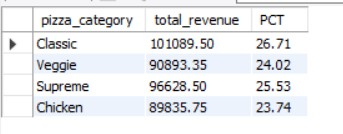 pizza_category total_revenue PCT
Classic 101089.50 26.71
Veggie 90893.35 24.02
Supreme 96628.50 25.53
Chicken 89835.75 23.74